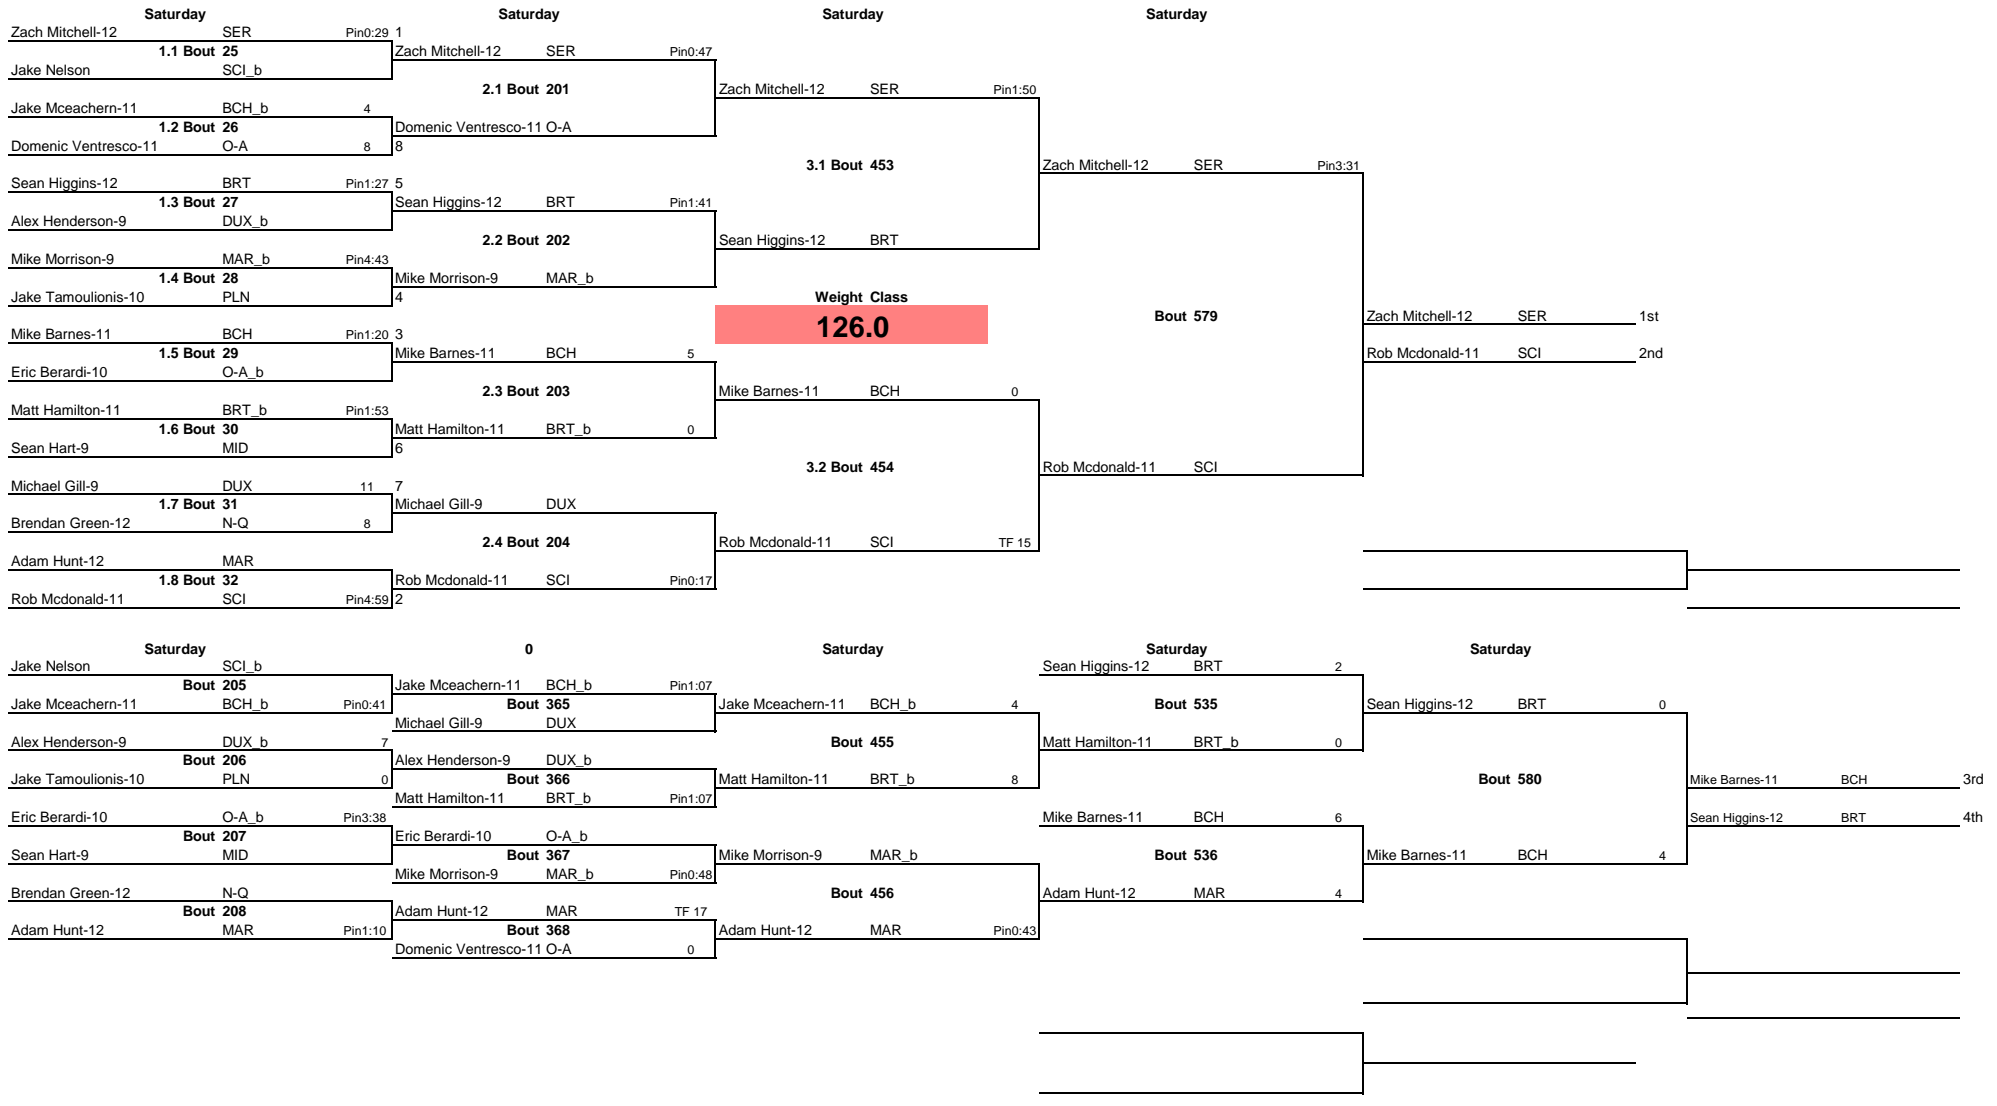 Saturday Saturday Saturday Saturday
Zach Mitchell-12 SER Pin0:29 1
1.1 Bout 25 Zach Mitchell-12 SER Pin0:47
Jake Nelson SCI_b
2.1 Bout 201 Zach Mitchell-12 SER Pin1:50
Jake Mceachern-11 BCH_b 4
1.2 Bout 26 Domenic Ventresco-11 O-A
Domenic Ventresco-11 O-A 8 8
3.1 Bout 453 Zach Mitchell-12 SER Pin3:31
Sean Higgins-12 BRT Pin1:27 5
1.3 Bout 27 Sean Higgins-12 BRT Pin1:41
Alex Henderson-9 DUX_b
2.2 Bout 202 Sean Higgins-12 BRT
Mike Morrison-9 MAR_b Pin4:43
1.4 Bout 28 Mike Morrison-9 MAR_b
Jake Tamoulionis-10 PLN 4 Weight Class
126.0 Bout 579 Zach Mitchell-12 SER 1st
Mike Barnes-11 BCH Pin1:20 3
1.5 Bout 29 Mike Barnes-11 BCH 5 Rob Mcdonald-11 SCI 2nd
Eric Berardi-10 O-A_b
2.3 Bout 203 Mike Barnes-11 BCH 0
Matt Hamilton-11 BRT_b Pin1:53
1.6 Bout 30 Matt Hamilton-11 BRT_b 0
Sean Hart-9 MID 6
3.2 Bout 454 Rob Mcdonald-11 SCI
Michael Gill-9 DUX 11 7
1.7 Bout 31 Michael Gill-9 DUX
Brendan Green-12 N-Q 8
2.4 Bout 204 Rob Mcdonald-11 SCI TF 15
Adam Hunt-12 MAR
1.8 Bout 32 Rob Mcdonald-11 SCI Pin0:17
Rob Mcdonald-11 SCI Pin4:59 2
Saturday 0 Saturday Saturday Saturday
Jake Nelson SCI_b Sean Higgins-12 BRT 2
Bout 205 Jake Mceachern-11 BCH_b Pin1:07
Jake Mceachern-11 BCH_b Pin0:41 Bout 365 Jake Mceachern-11 BCH_b 4 Bout 535 Sean Higgins-12 BRT 0
Michael Gill-9 DUX
Alex Henderson-9 DUX_b 7 Bout 455 Matt Hamilton-11 BRT_b 0
Bout 206 Alex Henderson-9 DUX_b
Jake Tamoulionis-10 PLN 0 Bout 366 Matt Hamilton-11 BRT_b 8 Bout 580 Mike Barnes-11 BCH 3rd
Matt Hamilton-11 BRT_b Pin1:07
Eric Berardi-10 O-A_b Pin3:38 Mike Barnes-11 BCH 6 Sean Higgins-12 BRT 4th
Bout 207 Eric Berardi-10 O-A_b
Sean Hart-9 MID Bout 367 Mike Morrison-9 MAR_b Bout 536 Mike Barnes-11 BCH 4
Mike Morrison-9 MAR_b Pin0:48
Brendan Green-12 N-Q Bout 456 Adam Hunt-12 MAR 4
Bout 208 Adam Hunt-12 MAR TF 17
Adam Hunt-12 MAR Pin1:10 Bout 368 Adam Hunt-12 MAR Pin0:43
Domenic Ventresco-11 O-A 0